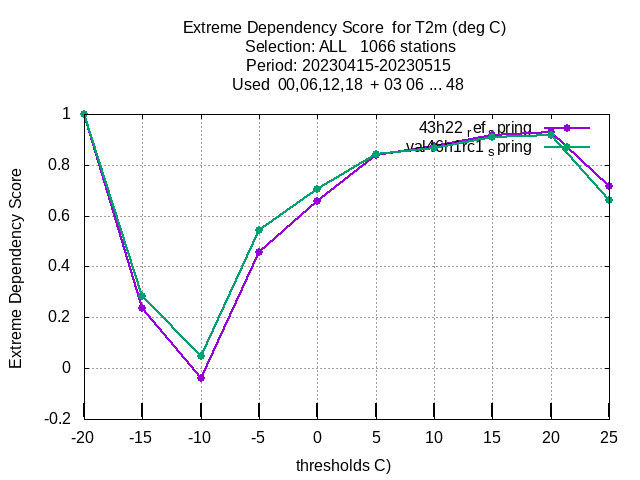 Extreme Dependency Score  for T2m (deg C)
Selection: ALL   1066 stations
Period: 20230415-20230515
Used  00,06,12,18  + 03 06 ... 48
43h22 ref spring
val46h1rc1 spring
Extreme Dependency Score
1
0.8
0.6
0.4
0.2
0
-0.2
-20 -15 -10 -5 0 5 10 15 20 25
thresholds C)